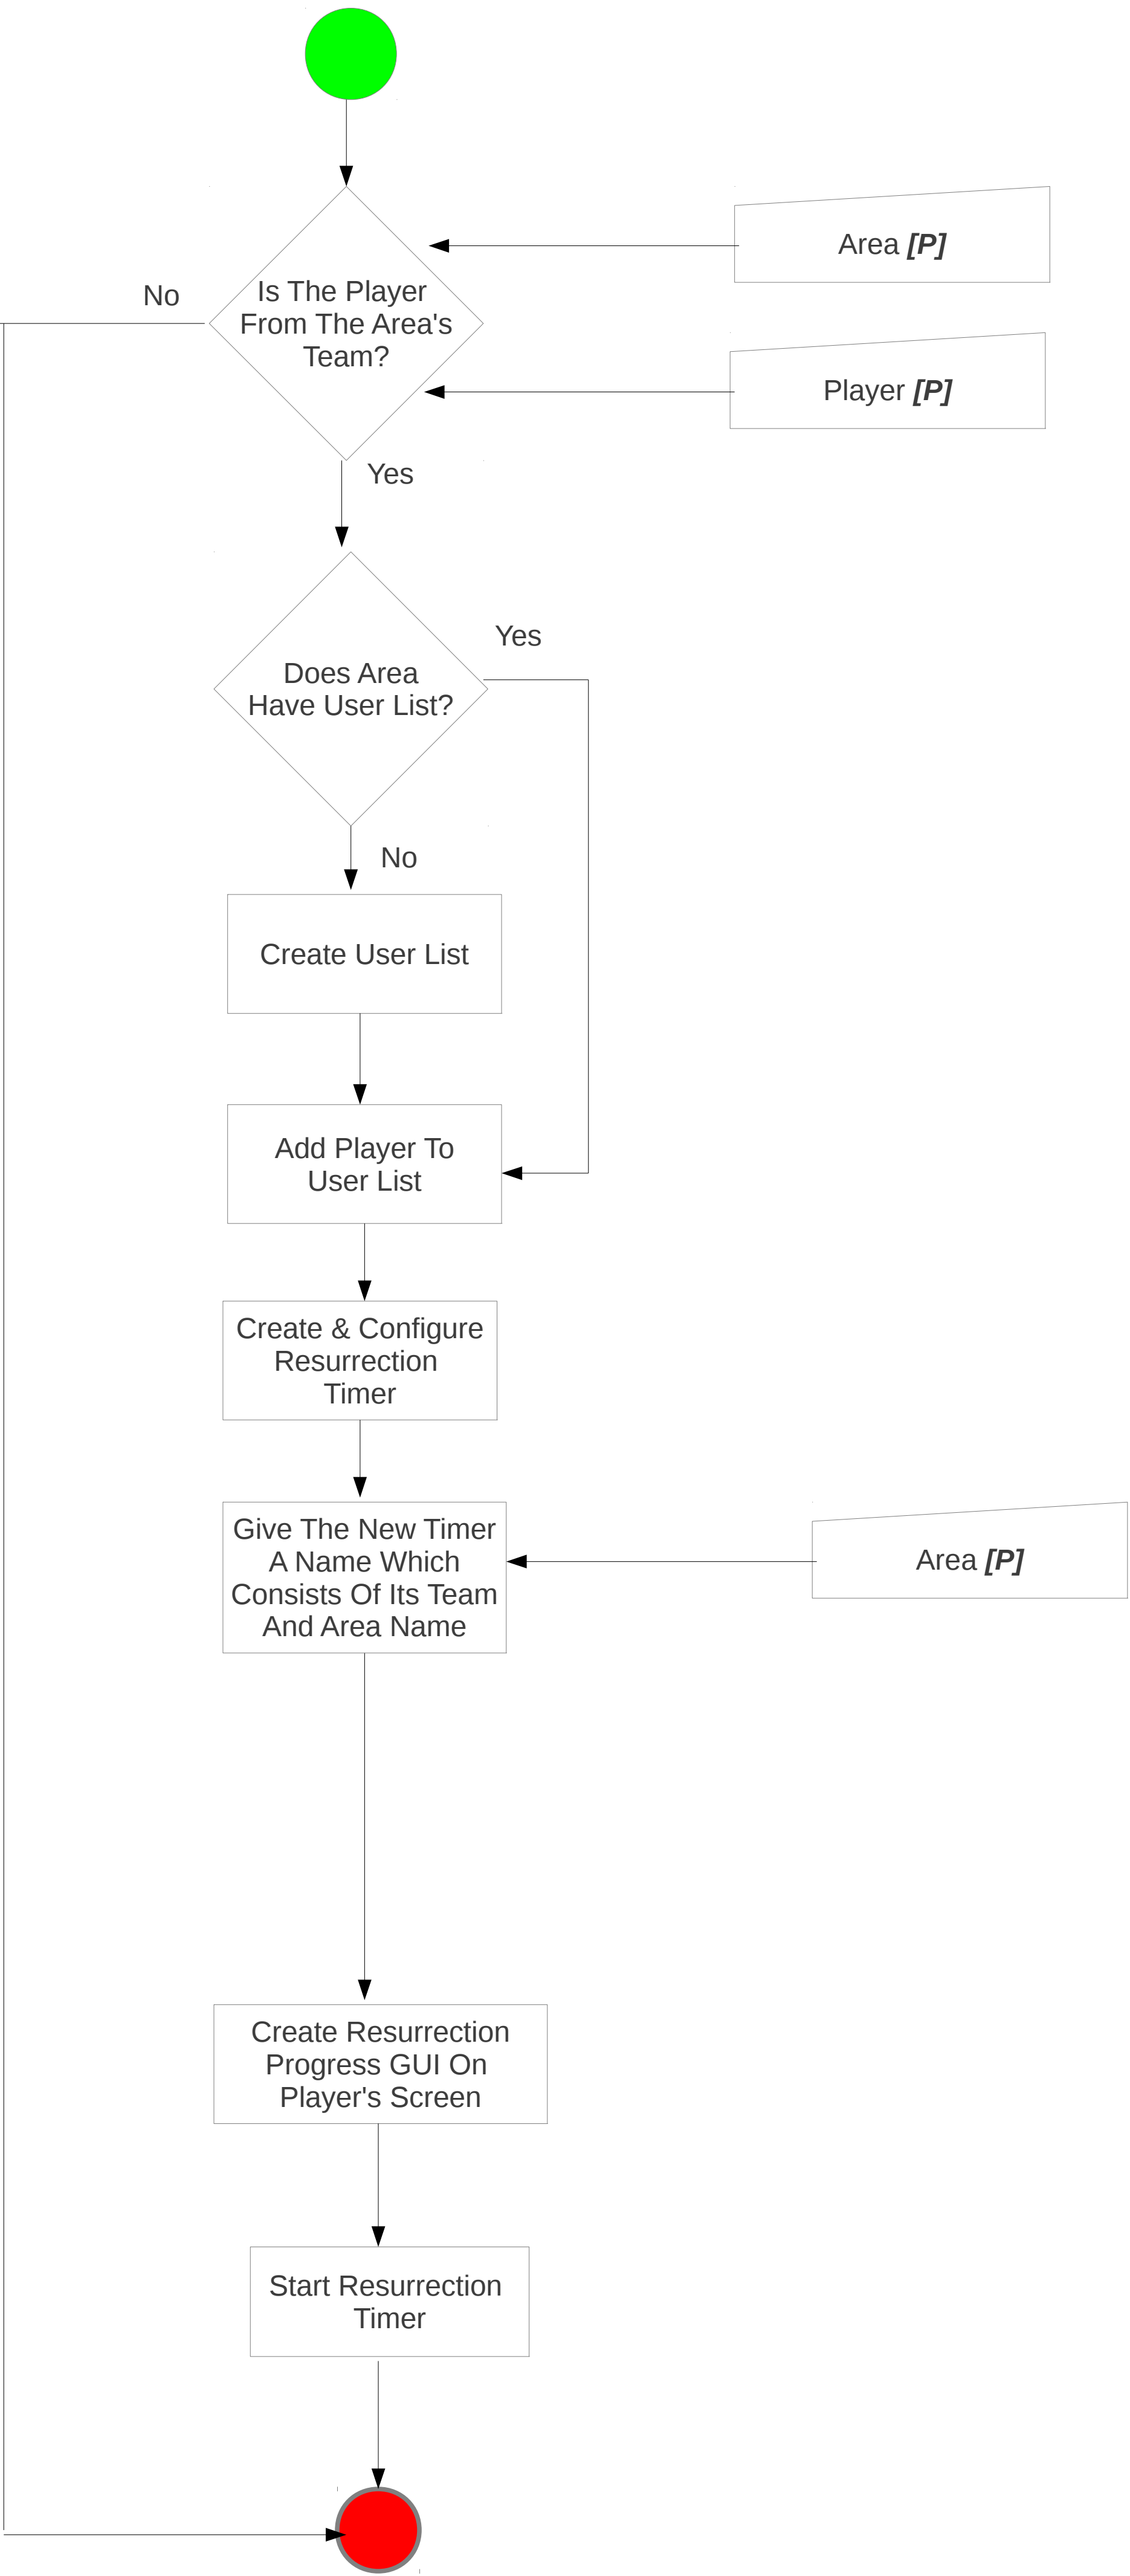 Area [P]
No
Is The Player
From The Area's
Team?
Player [P]
Yes
Yes
Does Area
Have User List?
No
Create User List
Add Player To
User List
Create & Configure
Resurrection
Timer
Give The New Timer
A Name Which
Consists Of Its Team
And Area Name
Area [P]
Create Resurrection
Progress GUI On
Player's Screen
Start Resurrection
Timer